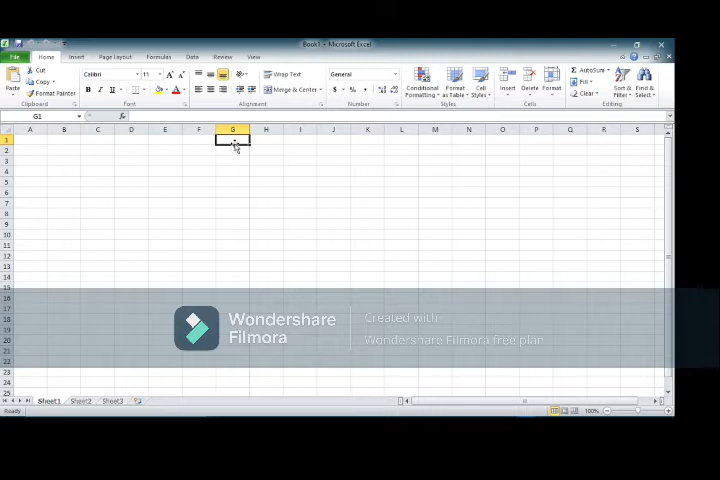 Book1 - Microsoft Excel
File Home Insert Page Layout Formulas Data Review View
Paste
Cut
Copy
Format Painter
Clipboard
Calibri 11
B I U
Font
Wrap Text
Merge & Center
Alignment
General
$ % ,
Number
Conditional Formatting
Format as Table
Cell Styles
Styles
Insert
Delete
Format
Cells
Σ AutoSum
Fill
Clear
Sort & Filter
Find & Select
Editing
G1 fx
A B C D E F G H I J K L M N O P Q R S
1
2
3
4
5
6
7
8
9
10
11
12
13
14
15
16
17
18
19
20
21
22
23
24
25
Wondershare Filmora
Created with
Wondershare Filmora free plan
Sheet1 Sheet2 Sheet3
Ready
100%